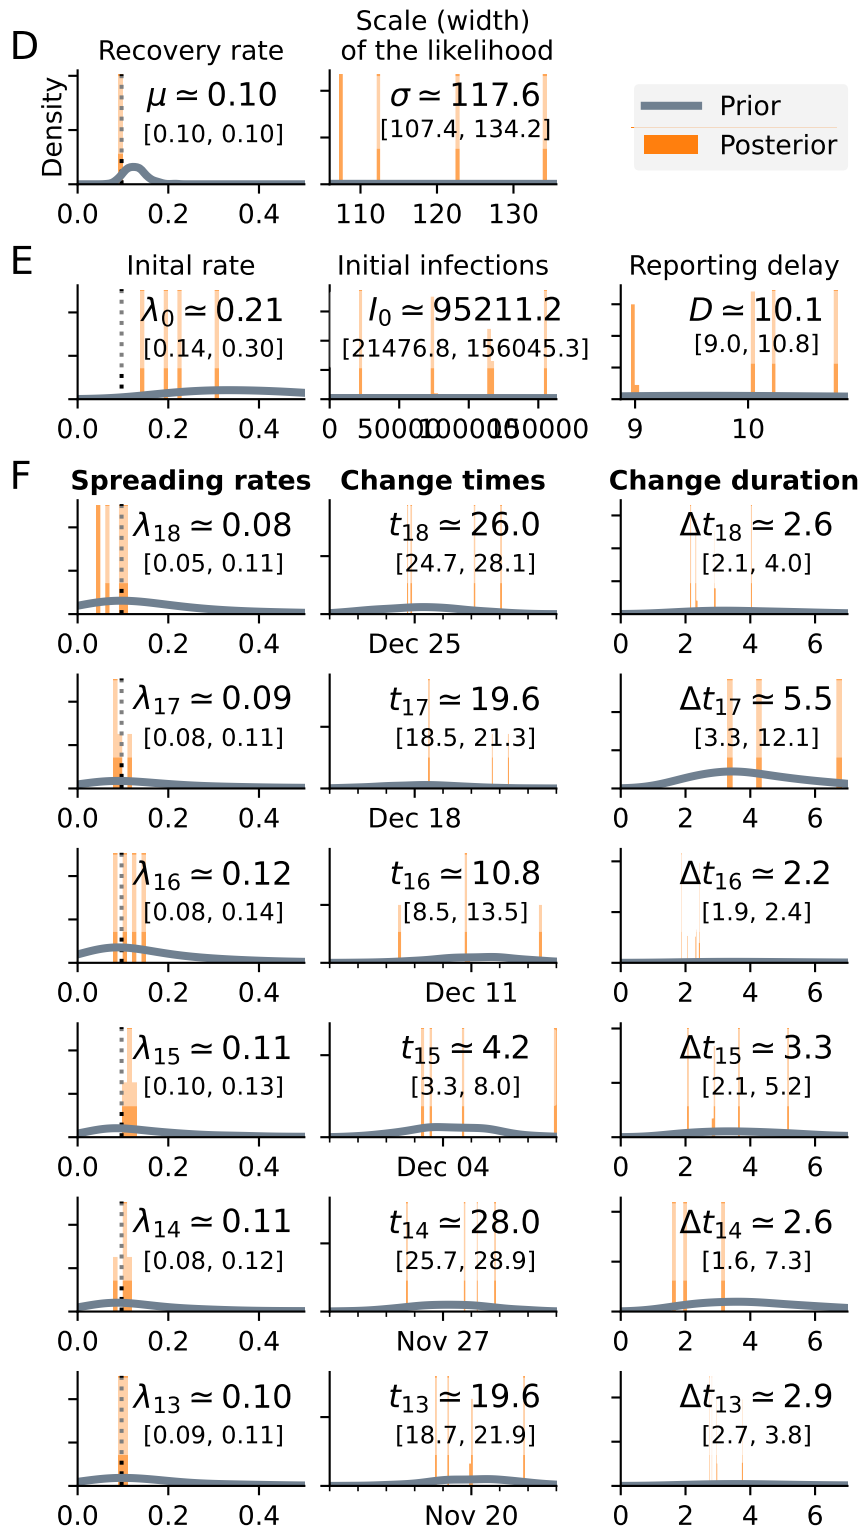 D
Recovery rate
Scale (width)
of the likelihood
Density
μ ≃ 0.10
[0.10, 0.10]
σ ≃ 117.6
[107.4, 134.2]
Prior
Posterior
0.0 0.2 0.4
110 120 130
E
Inital rate
Initial infections
Reporting delay
λ0 ≃ 0.21
[0.14, 0.30]
I0 ≃ 95211.2
[21476.8, 156045.3]
D ≃ 10.1
[9.0, 10.8]
0.0 0.2 0.4
0 50000 100000 150000
9 10
F
Spreading rates
Change times
Change duration
λ18 ≃ 0.08
[0.05, 0.11]
t18 ≃ 26.0
[24.7, 28.1]
Δt18 ≃ 2.6
[2.1, 4.0]
0.0 0.2 0.4
Dec 25
0 2 4 6
λ17 ≃ 0.09
[0.08, 0.11]
t17 ≃ 19.6
[18.5, 21.3]
Δt17 ≃ 5.5
[3.3, 12.1]
0.0 0.2 0.4
Dec 18
0 2 4 6
λ16 ≃ 0.12
[0.08, 0.14]
t16 ≃ 10.8
[8.5, 13.5]
Δt16 ≃ 2.2
[1.9, 2.4]
0.0 0.2 0.4
Dec 11
0 2 4 6
λ15 ≃ 0.11
[0.10, 0.13]
t15 ≃ 4.2
[3.3, 8.0]
Δt15 ≃ 3.3
[2.1, 5.2]
0.0 0.2 0.4
Dec 04
0 2 4 6
λ14 ≃ 0.11
[0.08, 0.12]
t14 ≃ 28.0
[25.7, 28.9]
Δt14 ≃ 2.6
[1.6, 7.3]
0.0 0.2 0.4
Nov 27
0 2 4 6
λ13 ≃ 0.10
[0.09, 0.11]
t13 ≃ 19.6
[18.7, 21.9]
Δt13 ≃ 2.9
[2.7, 3.8]
0.0 0.2 0.4
Nov 20
0 2 4 6